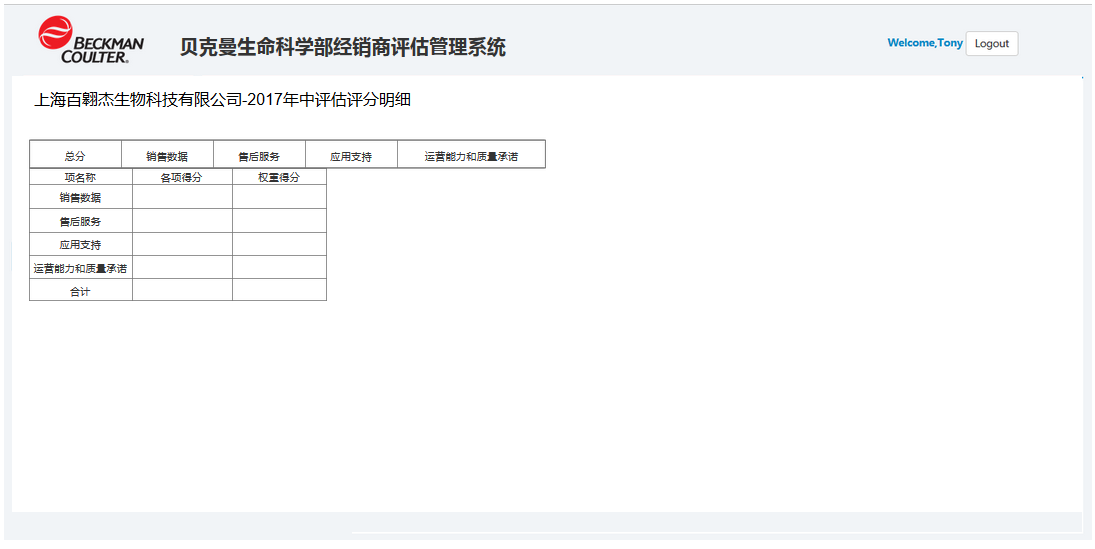 BECKMAN
COULTER®
贝克曼生命科学部经销商评估管理系统
Welcome,Tony
Logout
上海百翱杰生物科技有限公司-2017年中评估评分明细
总分 销售数据 售后服务 应用支持 运营能力和质量承诺
项名称 各项得分 权重得分
销售数据
售后服务
应用支持
运营能力和质量承诺
合计